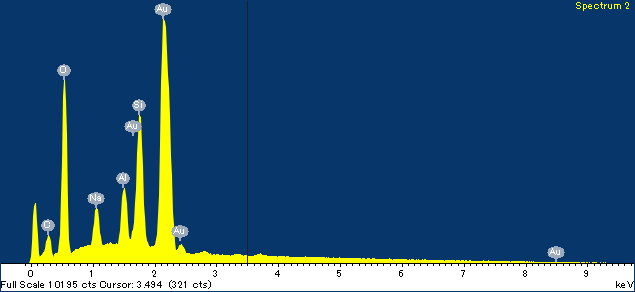 Spectrum 2
Au
O
Si
Au
Al
Na
C
Au
Au
0 1 2 3 4 5 6 7 8 9
Full Scale 10195 cts Cursor: 3.494 (321 cts) keV